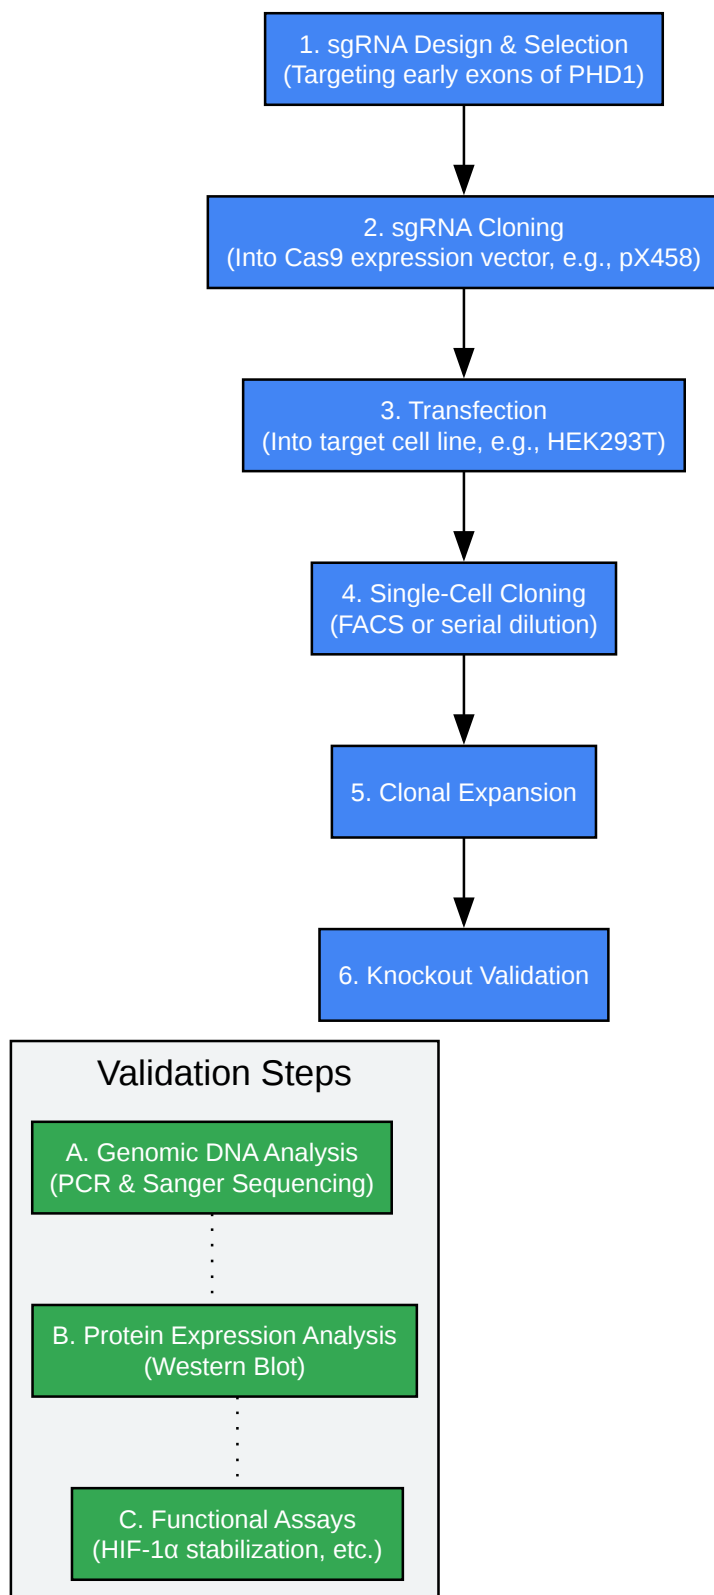 1. sgRNA Design & Selection
(Targeting early exons of PHD1)
2. sgRNA Cloning
(Into Cas9 expression vector, e.g., pX458)
3. Transfection
(Into target cell line, e.g., HEK293T)
4. Single-Cell Cloning
(FACS or serial dilution)
5. Clonal Expansion
6. Knockout Validation
Validation Steps
A. Genomic DNA Analysis
(PCR & Sanger Sequencing)
B. Protein Expression Analysis
(Western Blot)
C. Functional Assays
(HIF-1α stabilization, etc.)